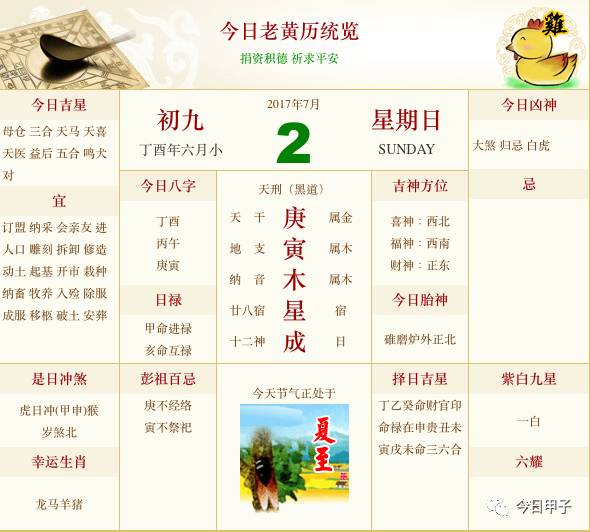 今日老黄历统览
捐资积德 祈求平安
雞
今日吉星
母仓 三合 天马 天喜
天医 益后 五合 鸣犬
对
宜
订盟 纳采 会亲友 进
人口 雕刻 拆卸 修造
动土 起基 开市 栽种
纳畜 牧养 入殓 除服
成服 移柩 破土 安葬
初九
丁酉年六月小
2017年7月
2
星期日
SUNDAY
今日凶神
大煞 归忌 白虎
忌
今日八字
丁酉
丙午
庚寅
日禄
甲命进禄
亥命互禄
天刑（黑道）
天 干 庚 属金
地 支 寅 属木
纳 音 木 属木
廿八宿 星 宿
十二神 成 日
吉神方位
喜神：西北
福神：西南
财神：正东
今日胎神
碓磨炉外正北
是日冲煞
虎日冲(甲申)猴
岁煞北
幸运生肖
龙马羊猪
彭祖百忌
庚不经络
寅不祭祀
今天节气正处于
夏至
择日吉星
丁乙癸命财官印
命禄在申贵丑未
寅戌未命三六合
紫白九星
一白
六耀
今日甲子